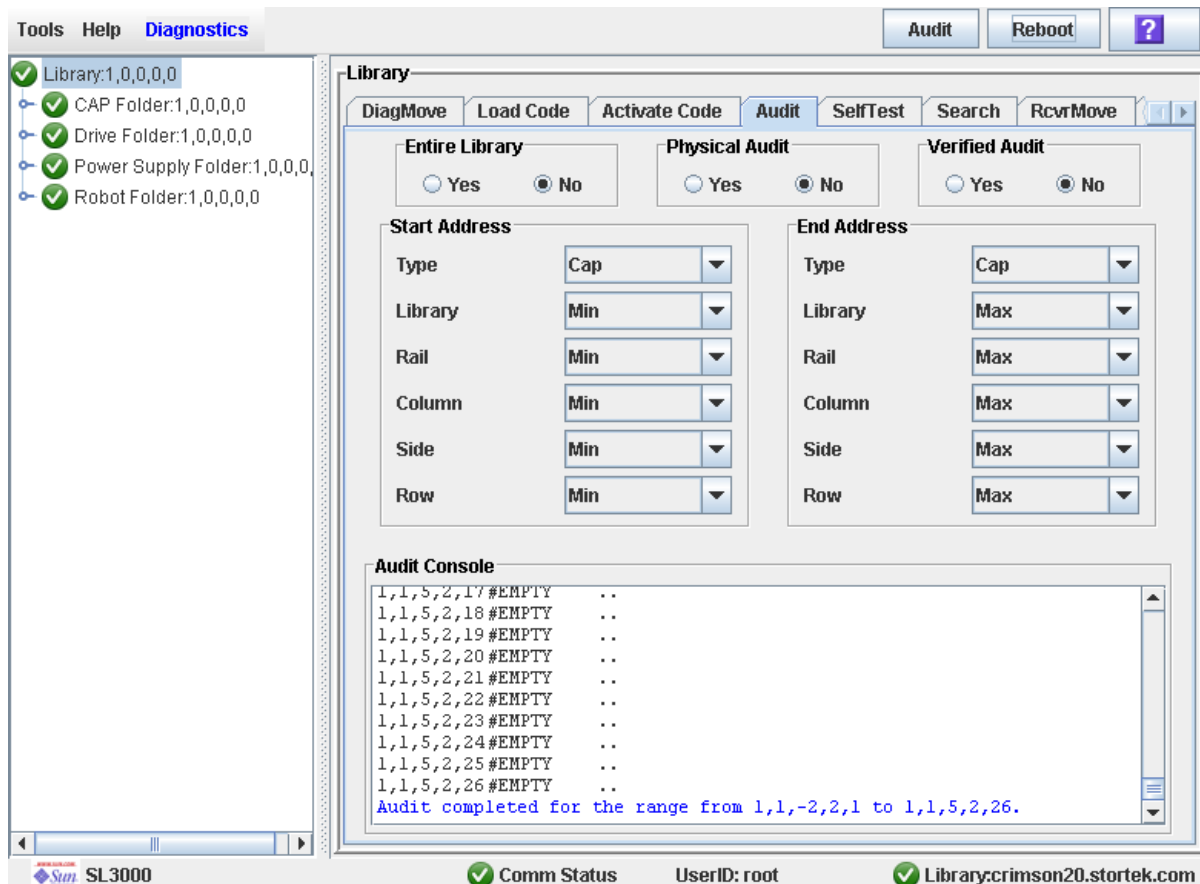 Tools Help Diagnostics
Audit Reboot ?
Library:1,0,0,0,0
CAP Folder:1,0,0,0,0
Drive Folder:1,0,0,0,0
Power Supply Folder:1,0,0,0,
Robot Folder:1,0,0,0,0
Library
DiagMove Load Code Activate Code Audit SelfTest Search RcvrMove
Entire Library Physical Audit Verified Audit
Yes No Yes No Yes No
Start Address End Address
Type Cap Type Cap
Library Min Library Max
Rail Min Rail Max
Column Min Column Max
Side Min Side Max
Row Min Row Max
Audit Console
1,1,5,2,17#EMPTY ..
1,1,5,2,18#EMPTY ..
1,1,5,2,19#EMPTY ..
1,1,5,2,20#EMPTY ..
1,1,5,2,21#EMPTY ..
1,1,5,2,22#EMPTY ..
1,1,5,2,23#EMPTY ..
1,1,5,2,24#EMPTY ..
1,1,5,2,25#EMPTY ..
1,1,5,2,26#EMPTY ..
Audit completed for the range from 1,1,-2,2,1 to 1,1,5,2,26.
Sun SL3000 Comm Status UserID: root Library:crimson20.stortek.com